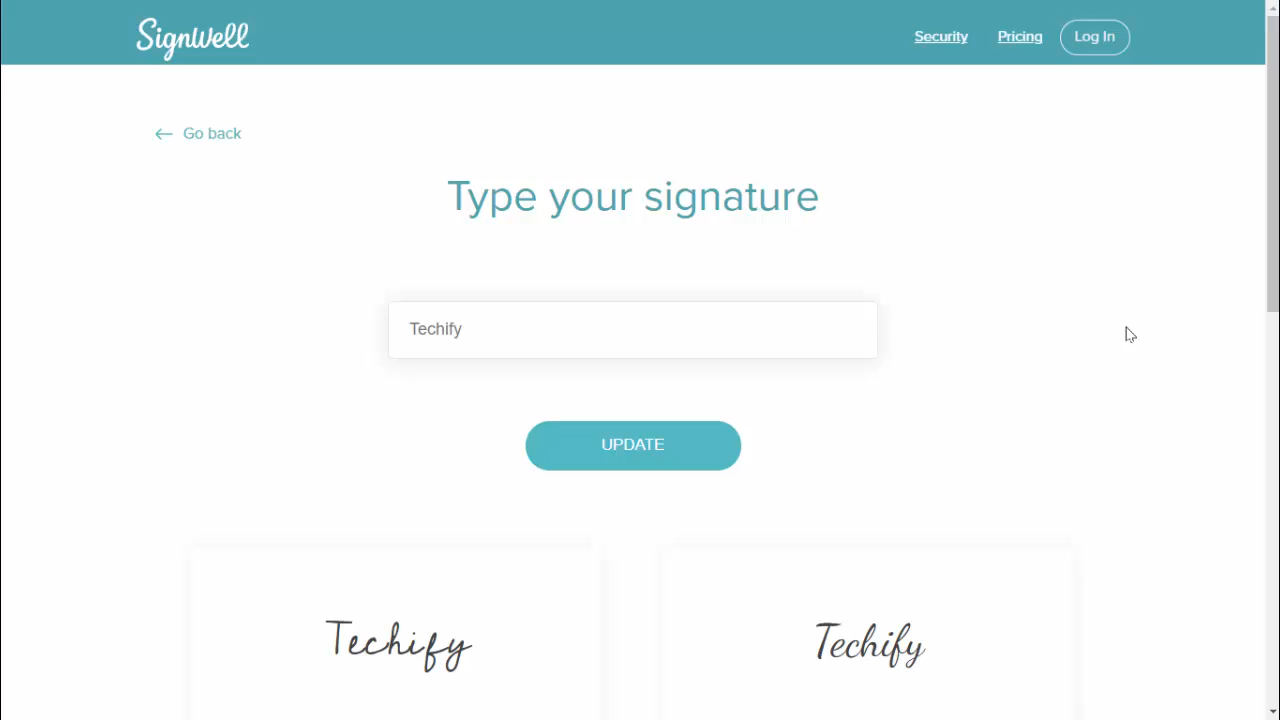 SignWell
Security
Pricing
Log In
Go back
Type your signature
Techify
UPDATE
Techify
Techify